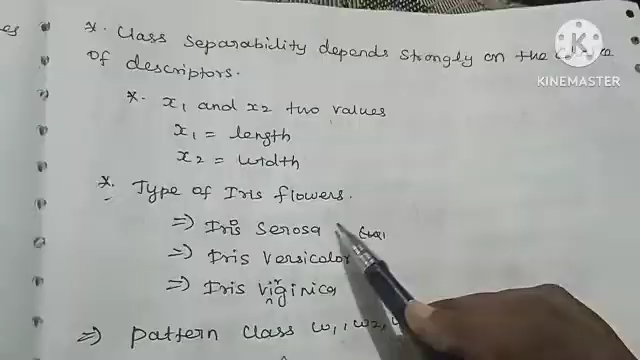 *. Class Separability depends strongly on the
of descriptors.
*. x1 and x2 two values
x1 = length
x2 = width
*. Type of Iris flowers.
⇒ Iris Serosa
⇒ Iris Versicolor
⇒ Iris Virginica
⇒ pattern class ω1, ω2,
K
KINEMASTER